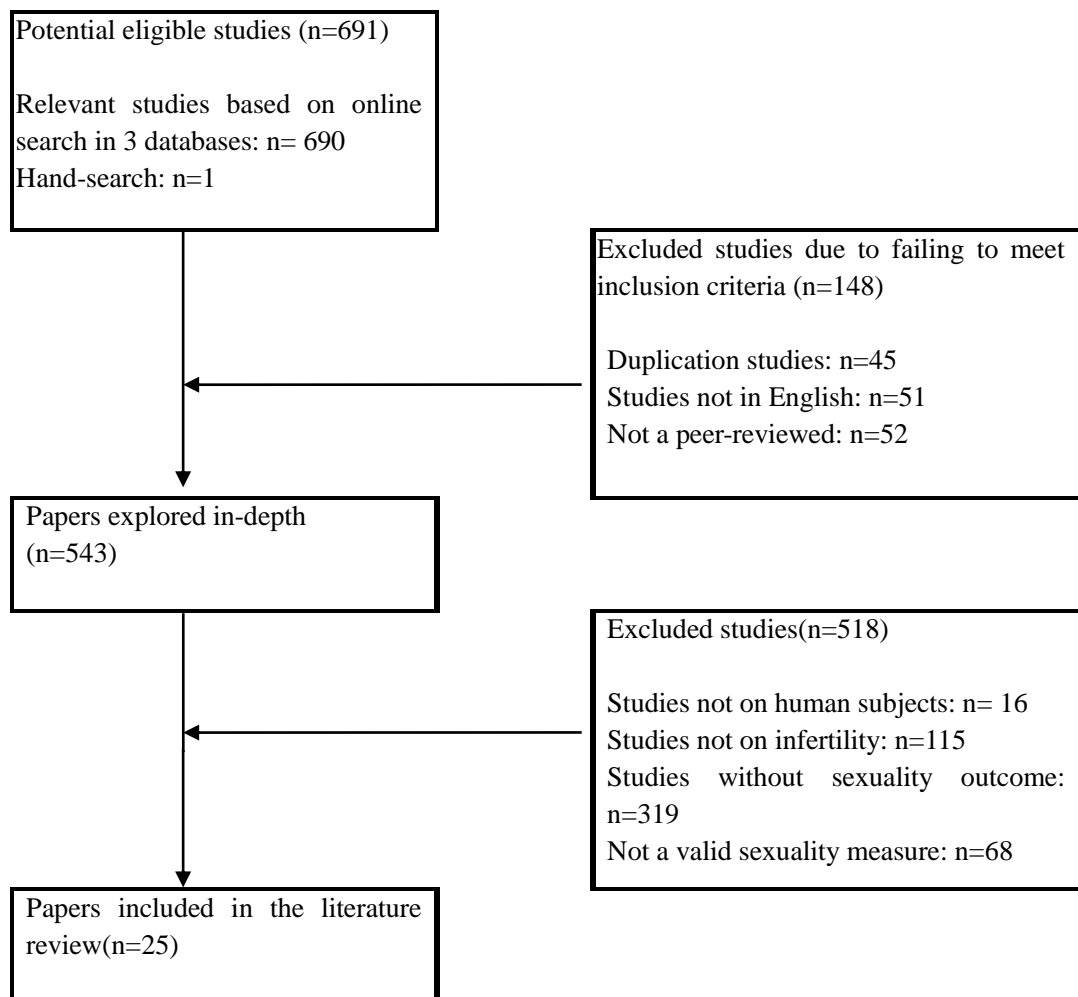 Potential eligible studies (n=691)
Relevant studies based on online
search in 3 databases: n= 690
Hand-search: n=1
Excluded studies due to failing to meet
inclusion criteria (n=148)
Duplication studies: n=45
Studies not in English: n=51
Not a peer-reviewed: n=52
Papers explored in-depth
(n=543)
Excluded studies(n=518)
Studies not on human subjects: n= 16
Studies not on infertility: n=115
Studies without sexuality outcome:
n=319
Not a valid sexuality measure: n=68
Papers included in the literature
review(n=25)